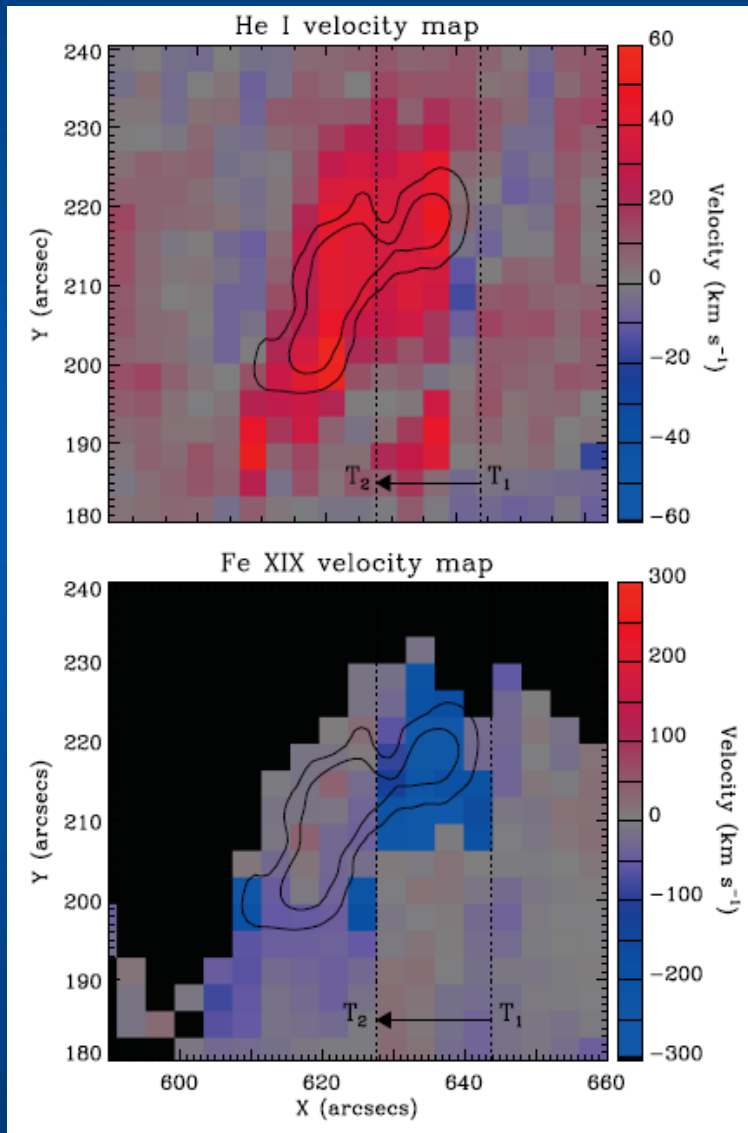 He I velocity map
240
230
220
210
200
190
180
Y (arcsec)
T₂
T₁
60
40
20
0
−20
−40
−60
Velocity (km s⁻¹)
Fe XIX velocity map
240
230
220
210
200
190
180
Y (arcsecs)
T₂
T₁
600
620
640
660
X (arcsecs)
300
200
100
0
−100
−200
−300
Velocity (km s⁻¹)